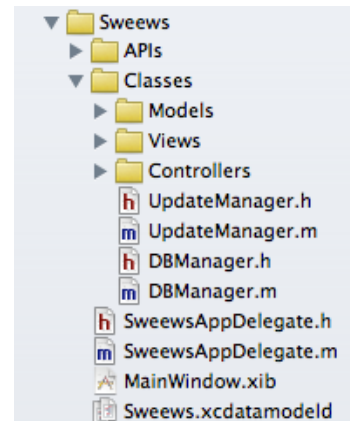 Sweews
APIs
Classes
Models
Views
Controllers
h UpdateManager.h
m UpdateManager.m
h DBManager.h
m DBManager.m
h SweewsAppDelegate.h
m SweewsAppDelegate.m
MainWindow.xib
Sweews.xcdatamodeld